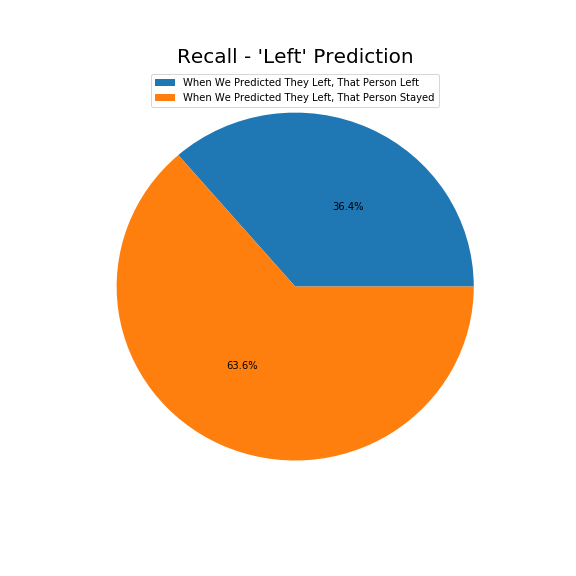 Recall - 'Left' Prediction
When We Predicted They Left, That Person Left
When We Predicted They Left, That Person Stayed
36.4%
63.6%